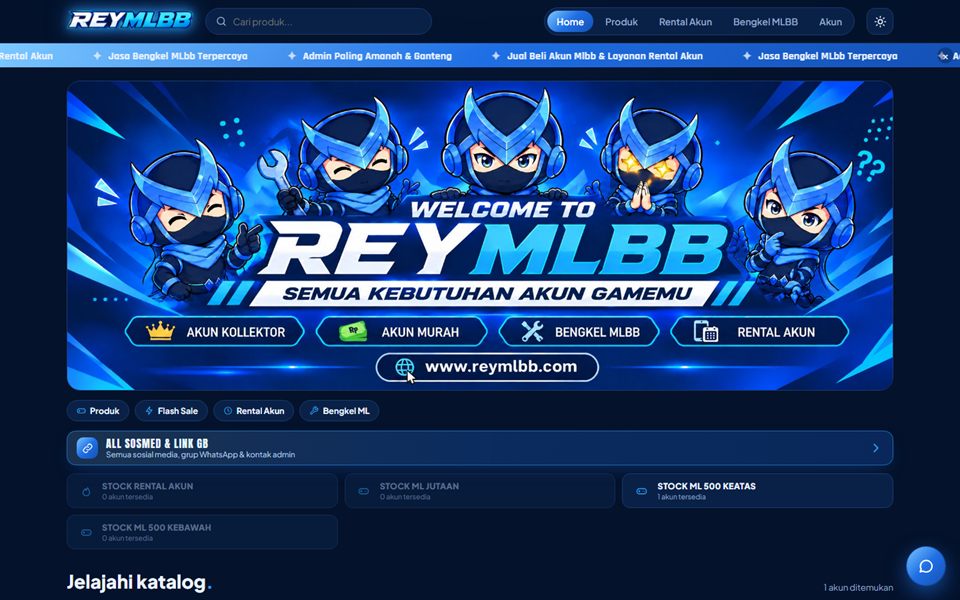 REYMLBB
Cari produk...
Home
Produk
Rental Akun
Bengkel MLBB
Akun
Rental Akun
Jasa Bengkel MLbb Terpercaya
Admin Paling Amanah & Ganteng
Jual Beli Akun Mlbb & Layanan Rental Akun
Jasa Bengkel MLbb Terpercaya
WELCOME TO
REYMLBB
SEMUA KEBUTUHAN AKUN GAMEMU
Rp
AKUN KOLLEKTOR
AKUN MURAH
BENGKEL MLBB
RENTAL AKUN
www.reymlbb.com
??
Produk
Flash Sale
Rental Akun
Bengkel ML
ALL SOSMED & LINK GB
Semua sosial media, grup WhatsApp & kontak admin
STOCK RENTAL AKUN
0 akun tersedia
STOCK ML JUTAAN
0 akun tersedia
STOCK ML 500 KEATAS
1 akun tersedia
STOCK ML 500 KEBAWAH
0 akun tersedia
Jelajahi katalog.
1 akun ditemukan